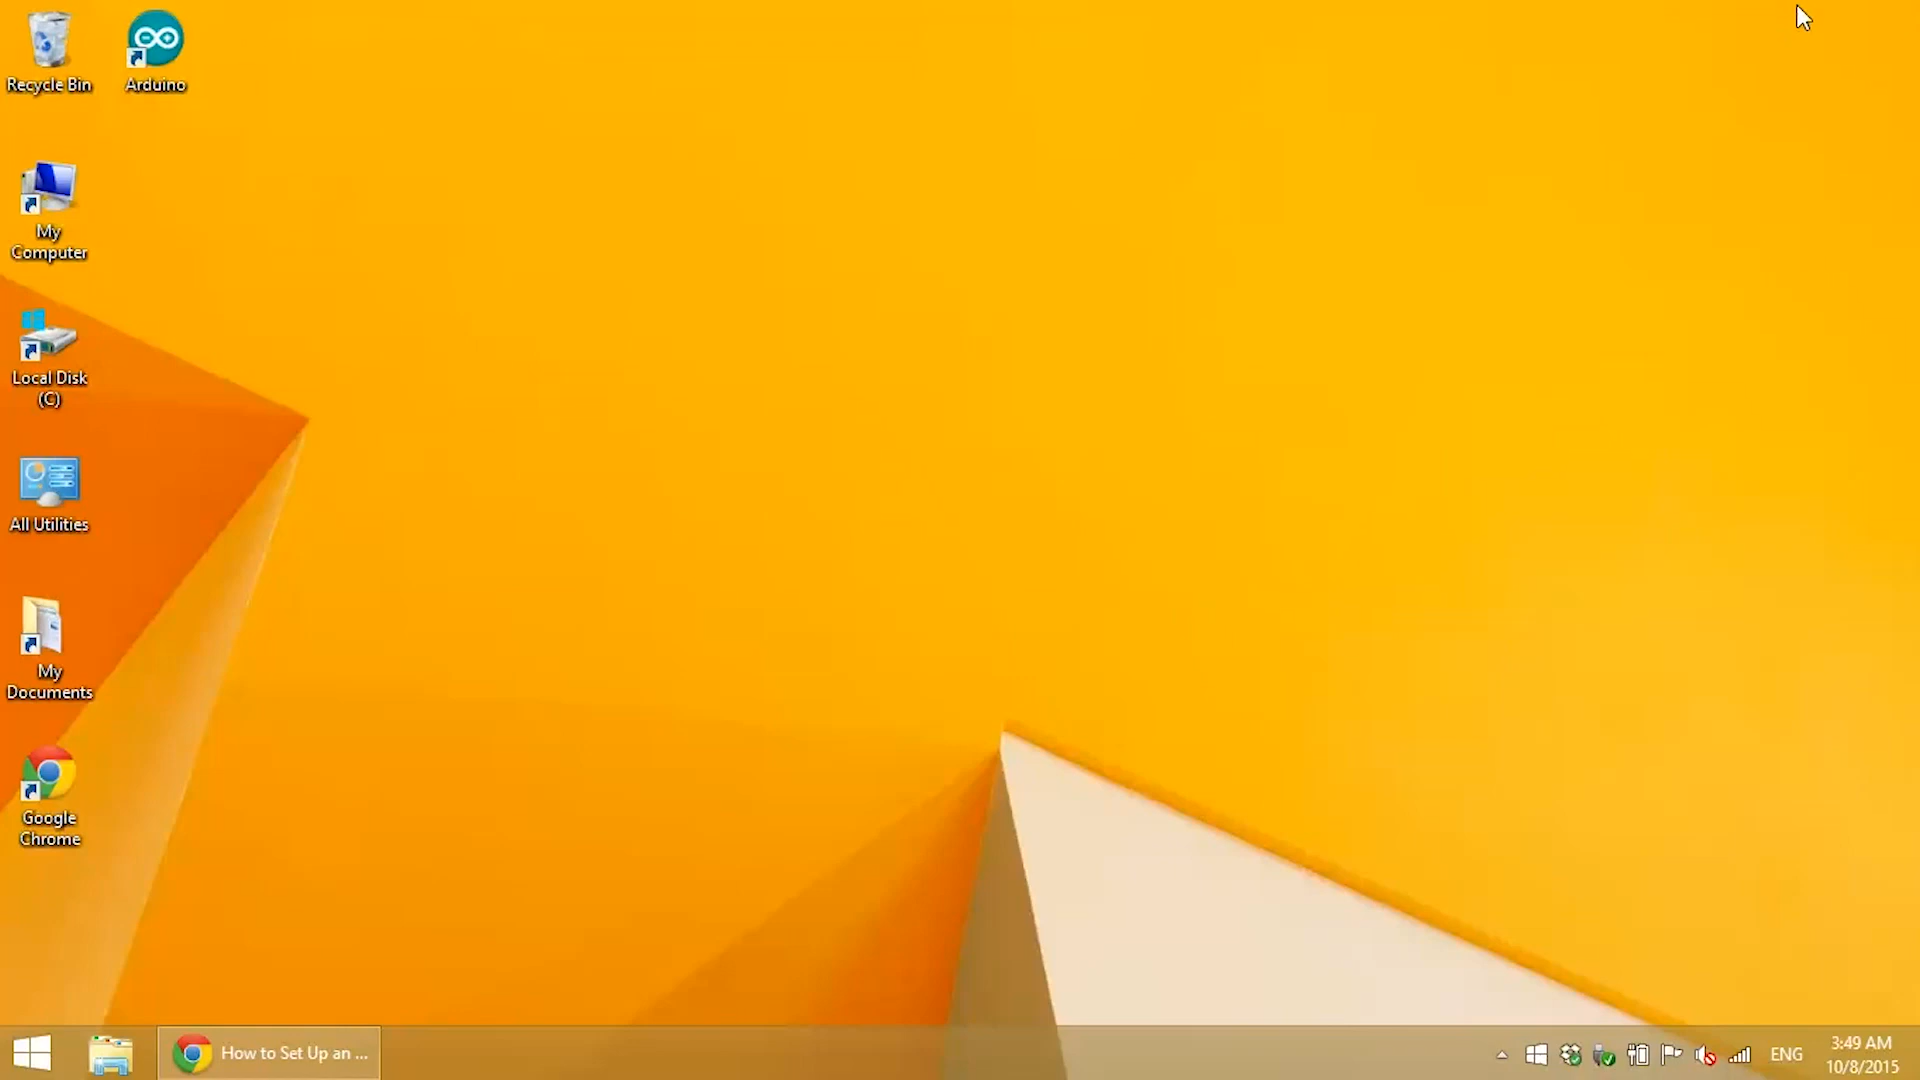 Recycle Bin
Arduino
My
Computer
Local Disk
(C)
All Utilities
My
Documents
Google
Chrome
How to Set Up an ...
ENG
3:49 AM
10/8/2015